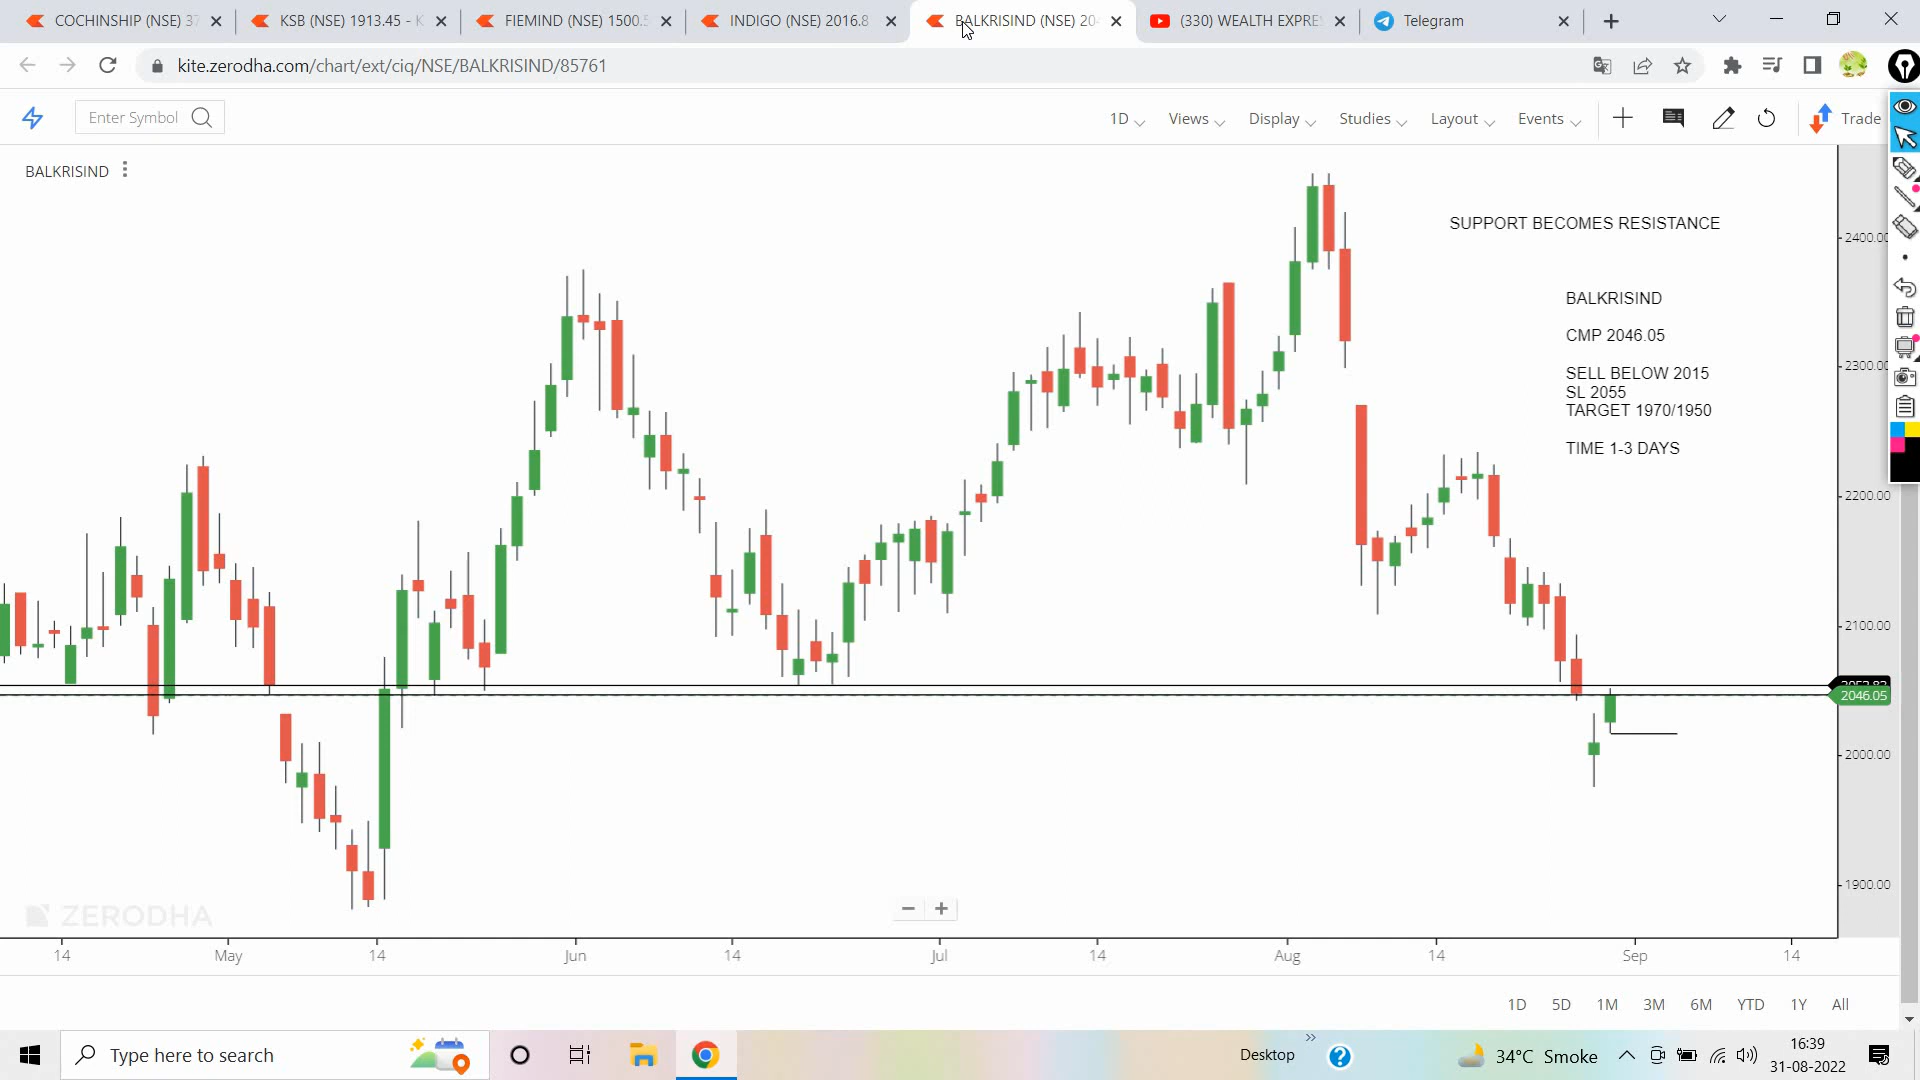 COCHINSHIP (NSE) 37
KSB (NSE) 1913.45 - K
FIEMIND (NSE) 1500.5
INDIGO (NSE) 2016.8
BALKRISIND (NSE) 204
(330) WEALTH EXPRE
Telegram
kite.zerodha.com/chart/ext/ciq/NSE/BALKRISIND/85761
Enter Symbol
1D
Views
Display
Studies
Layout
Events
Trade
BALKRISIND
SUPPORT BECOMES RESISTANCE
2400.00
BALKRISIND
CMP 2046.05
2300.00
SELL BELOW 2015
SL 2055
TARGET 1970/1950
TIME 1-3 DAYS
2200.00
2100.00
2046.05
2000.00
1900.00
ZERODHA
14 May 14 Jun 14 Jul 14 Aug 14 Sep 14
1D 5D 1M 3M 6M YTD 1Y All
Type here to search
Desktop
34°C Smoke
16:39
31-08-2022